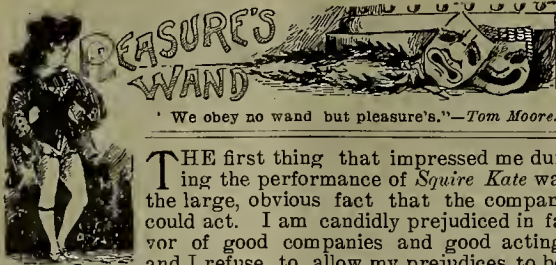 PLEASURE'S
WAND
' We obey no wand but pleasure's."—Tom Moore.
THE first thing that impressed me dur
ing the performance of Squire Kate wa
the large, obvious fact that the compan
could act. I am candidly prejudiced in fa
vor of good companies and good acting
and I refuse to allow my prejudices to be